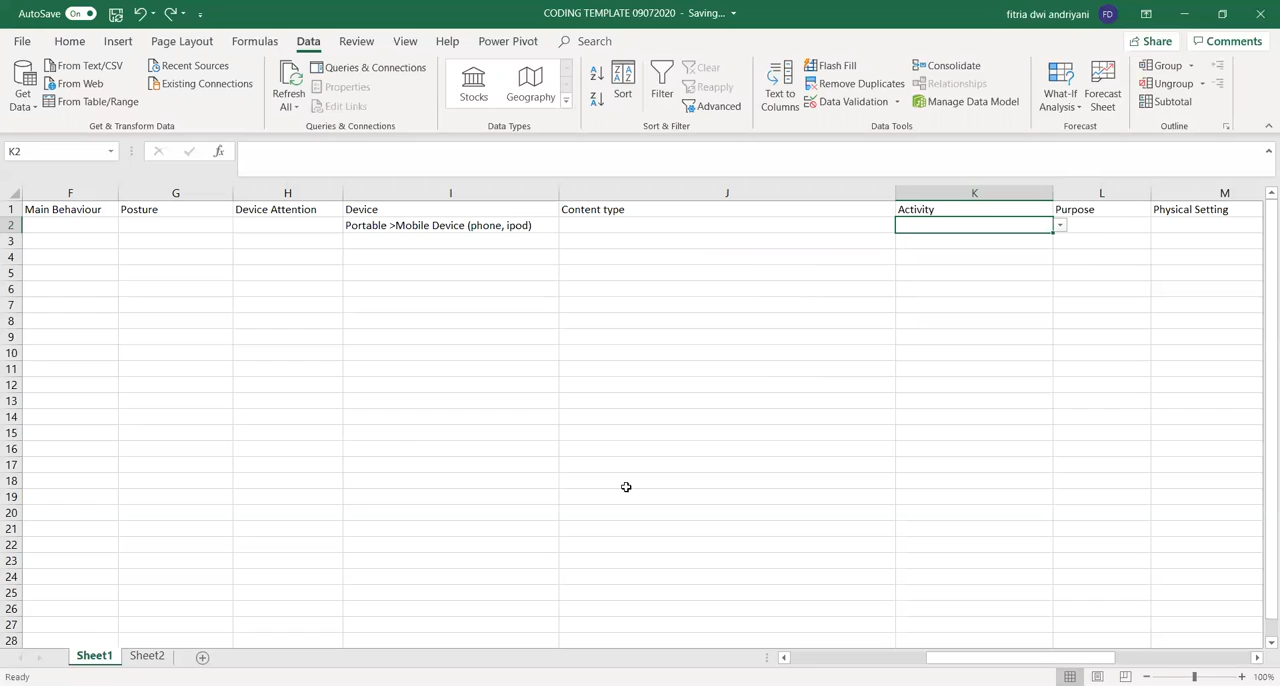 AutoSave On CODING TEMPLATE 09072020 - Saving... fitria dwi andriyani FD
File Home Insert Page Layout Formulas Data Review View Help Power Pivot Search Share Comments
Get Data
From Text/CSV
From Web
From Table/Range
Recent Sources
Existing Connections
Get & Transform Data
Refresh All
Queries & Connections
Properties
Edit Links
Queries & Connections
Stocks
Geography
Data Types
Sort
Filter
Clear
Reapply
Advanced
Sort & Filter
Text to Columns
Flash Fill
Remove Duplicates
Data Validation
Consolidate
Relationships
Manage Data Model
Data Tools
What-If Analysis
Forecast Sheet
Forecast
Group
Ungroup
Subtotal
Outline
K2 fx
F G H I J K L M
1 Main Behaviour Posture Device Attention Device Content type Activity Purpose Physical Setting
2 Portable >Mobile Device (phone, ipod)
3
4
5
6
7
8
9
10
11
12
13
14
15
16
17
18
19
20
21
22
23
24
25
26
27
28
Sheet1 Sheet2
Ready 100%